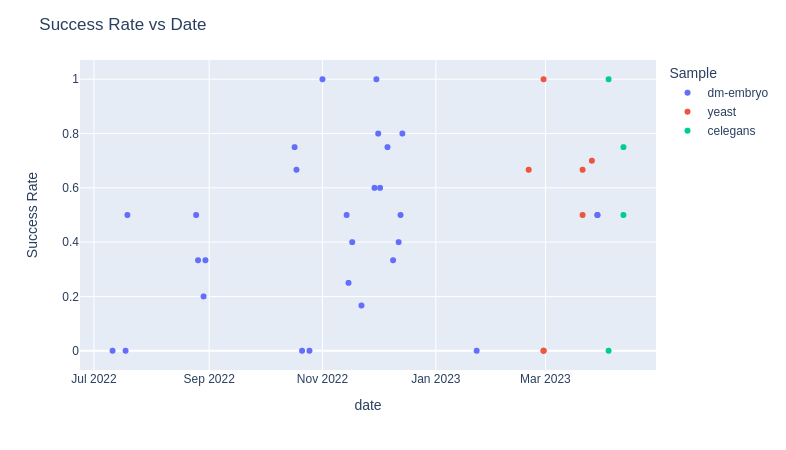 Success Rate vs Date
Success Rate
1
0.8
0.6
0.4
0.2
0
Jul 2022
Sep 2022
Nov 2022
Jan 2023
Mar 2023
date
Sample
dm-embryo
yeast
celegans